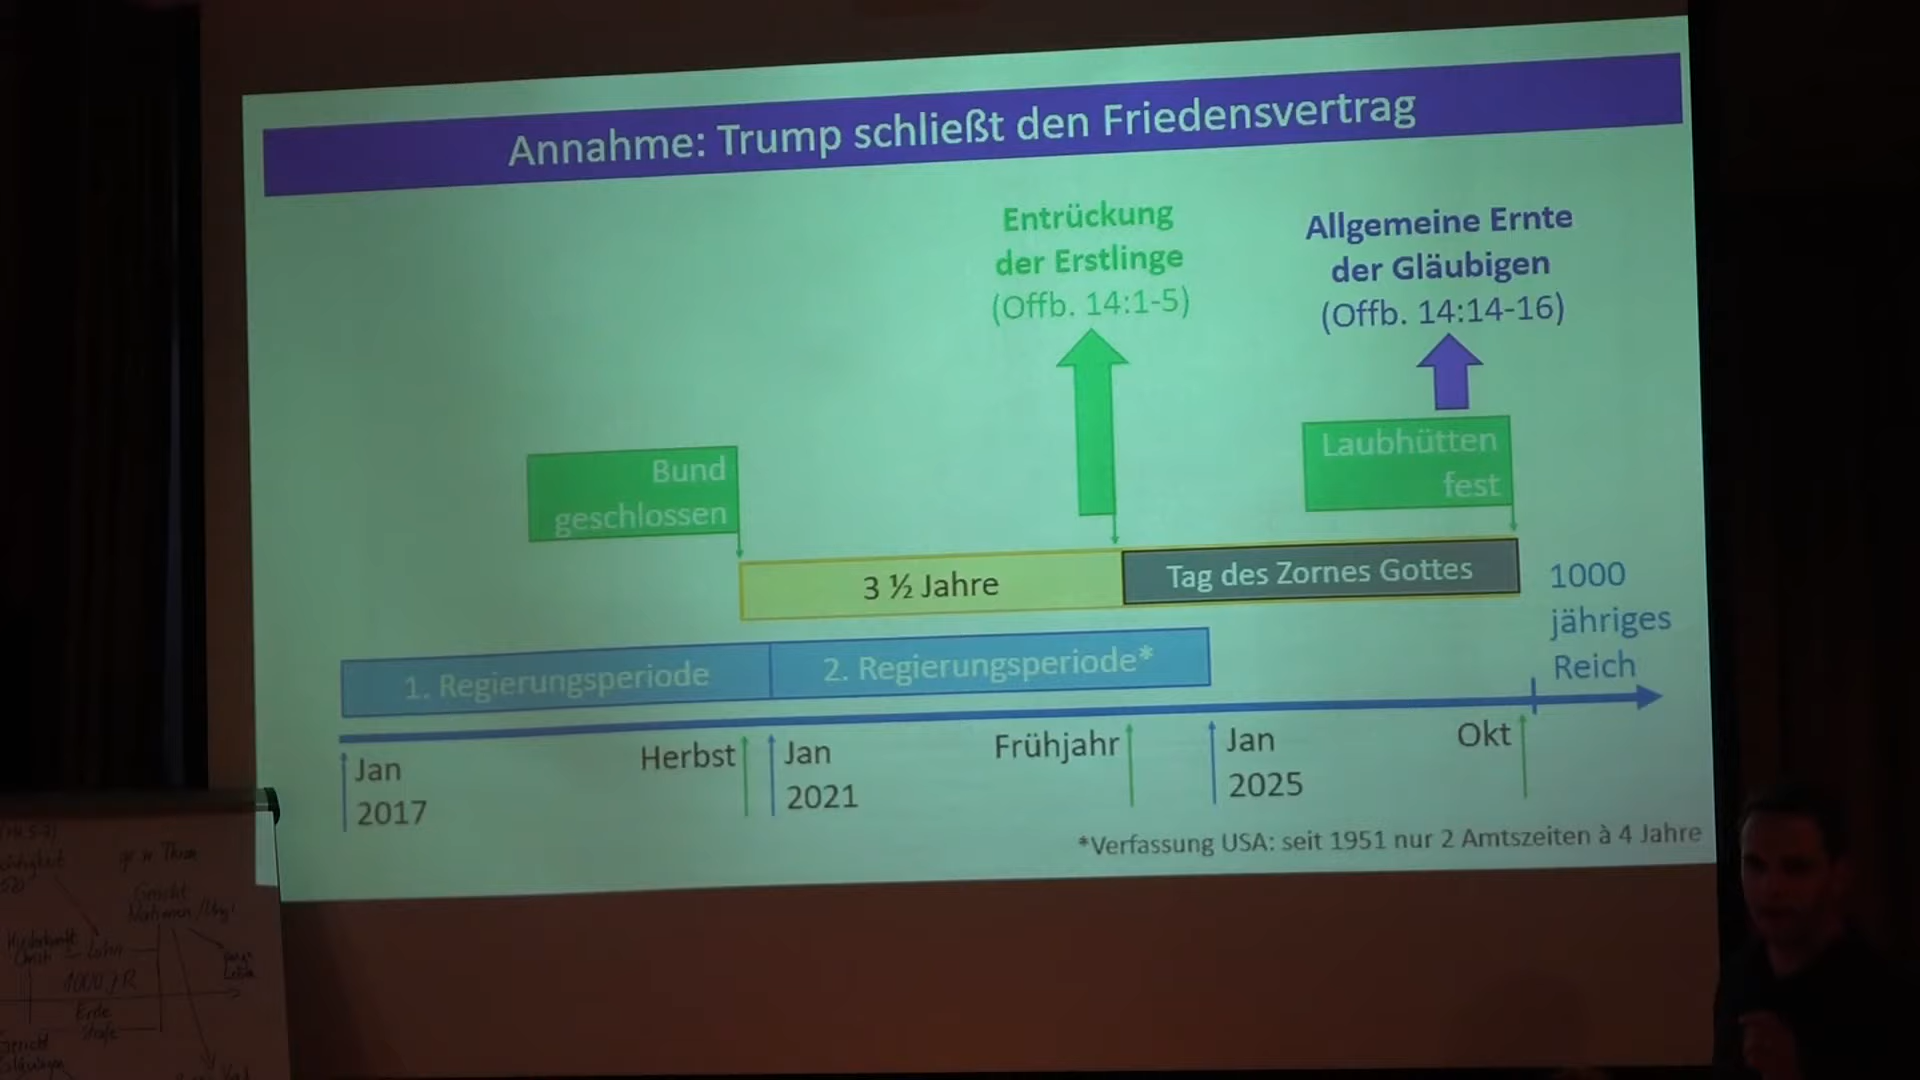 Annahme: Trump schließt den Friedensvertrag
Entrückung
der Erstlinge
(Offb. 14:1-5)
Allgemeine Ernte
der Gläubigen
(Offb. 14:14-16)
Bund
geschlossen
Laubhütten
fest
3 ½ Jahre
Tag des Zornes Gottes
1000
jähriges
Reich
1. Regierungsperiode
2. Regierungsperiode*
Jan
2017
Herbst
Jan
2021
Frühjahr
Jan
2025
Okt
*Verfassung USA: seit 1951 nur 2 Amtszeiten à 4 Jahre
Gericht
1000 J R
Erde